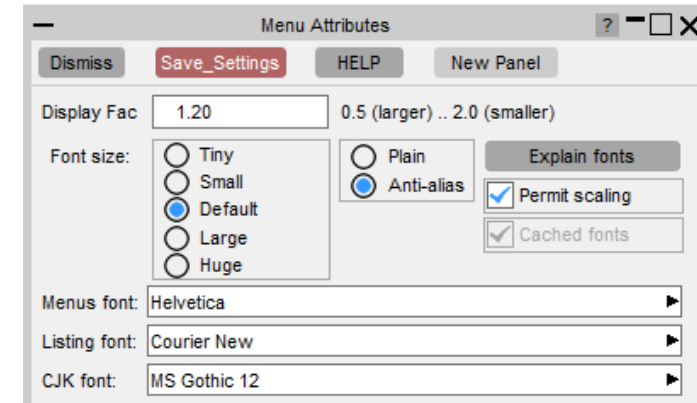 Menu Attributes ?
Dismiss Save_Settings HELP New Panel
Display Fac 1.20 0.5 (larger) .. 2.0 (smaller)
Font size: Tiny Plain Explain fonts
Small Anti-alias Permit scaling
Default
Large Cached fonts
Huge
Menus font: Helvetica
Listing font: Courier New
CJK font: MS Gothic 12